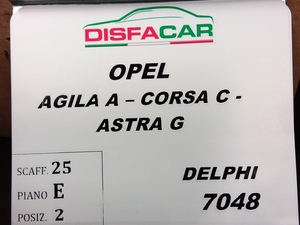 DISFACAR
OPEL
AGILA A – CORSA C -
ASTRA G
SCAFF. 25
PIANO E
POSIZ. 2
DELPHI
7048